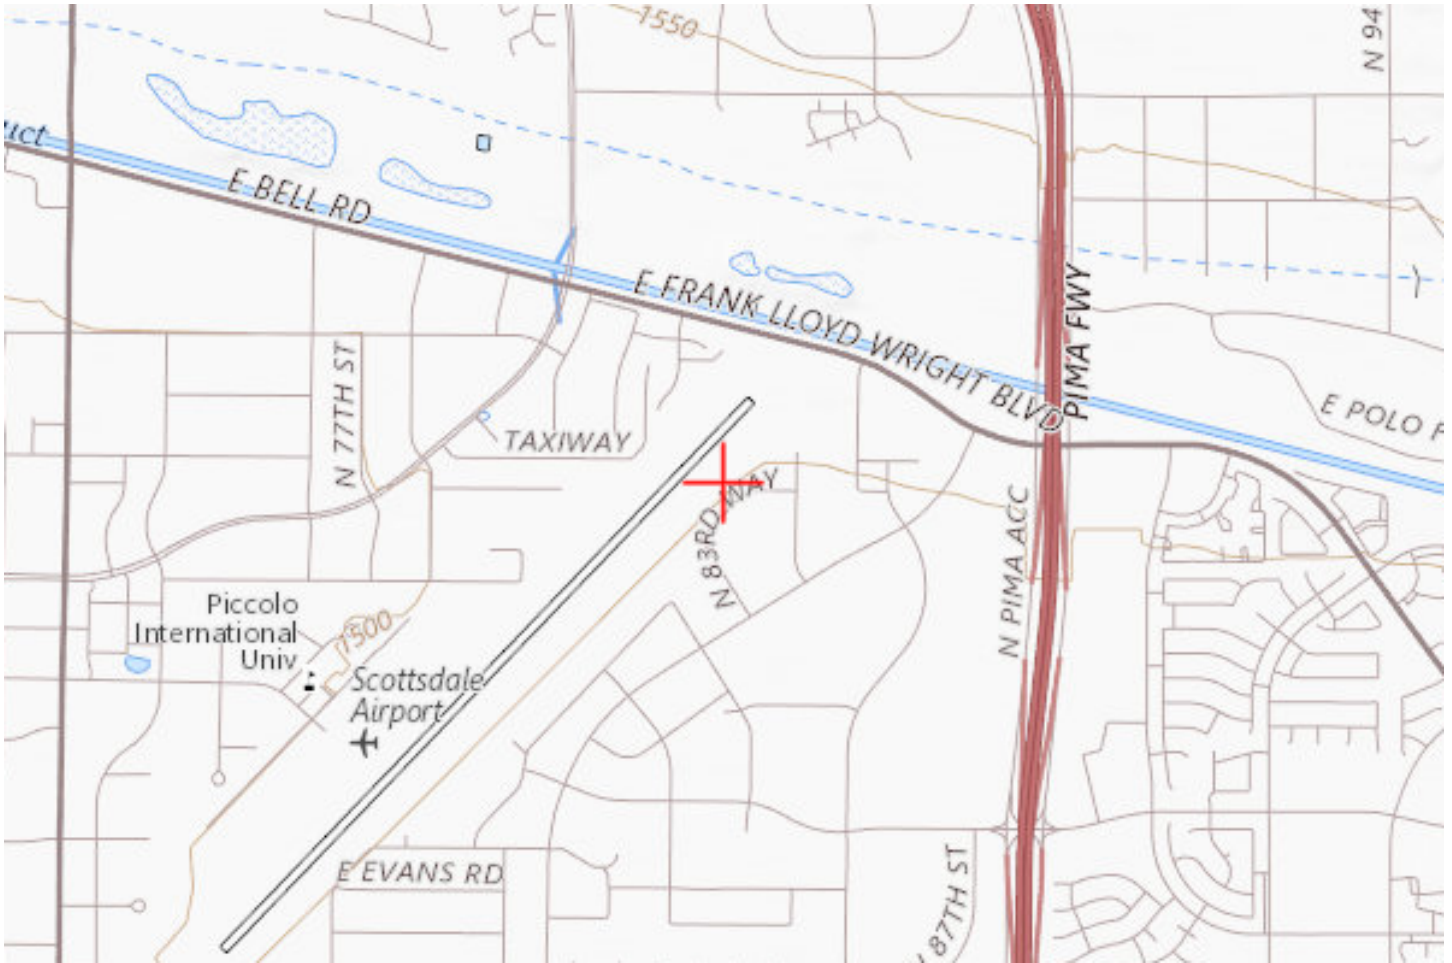 1550
N 94
uct
E BELL RD
E FRANK LLOYD WRIGHT BLVD
PIMA FWY
N 77TH ST
E POLO
TAXIWAY
N 83RD WAY
N PIMA ACC
Piccolo
International
Univ
1500
Scottsdale
Airport
E EVANS RD
N 87TH ST